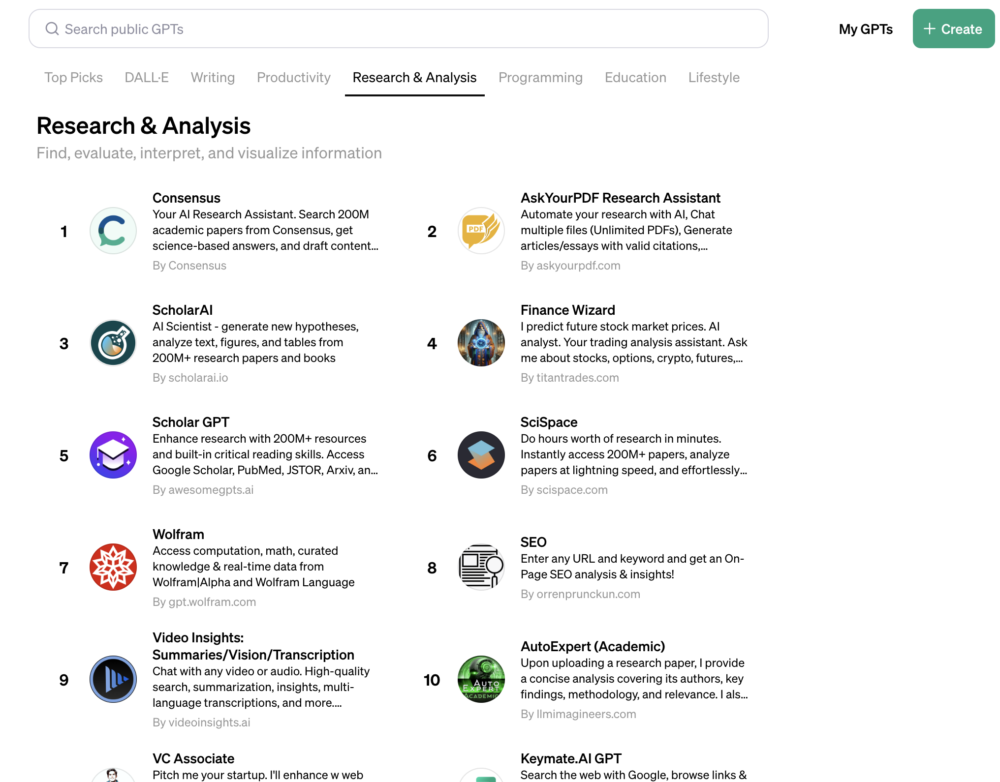 Search public GPTs
My GPTs
Create
Top Picks
DALL·E
Writing
Productivity
Research & Analysis
Programming
Education
Lifestyle
Research & Analysis
Find, evaluate, interpret, and visualize information
1
Consensus
Your AI Research Assistant. Search 200M
academic papers from Consensus, get
science-based answers, and draft content...
By Consensus
2
PDF
AskYourPDF Research Assistant
Automate your research with AI, Chat
multiple files (Unlimited PDFs), Generate
articles/essays with valid citations,...
By askyourpdf.com
3
ScholarAI
AI Scientist - generate new hypotheses,
analyze text, figures, and tables from
200M+ research papers and books
By scholarai.io
4
Finance Wizard
I predict future stock market prices. AI
analyst. Your trading analysis assistant. Ask
me about stocks, options, crypto, futures,...
By titantrades.com
5
Scholar GPT
Enhance research with 200M+ resources
and built-in critical reading skills. Access
Google Scholar, PubMed, JSTOR, Arxiv, an...
By awesomegpts.ai
6
SciSpace
Do hours worth of research in minutes.
Instantly access 200M+ papers, analyze
papers at lightning speed, and effortlessly...
By scispace.com
7
Wolfram
Access computation, math, curated
knowledge & real-time data from
Wolfram|Alpha and Wolfram Language
By gpt.wolfram.com
8
SEO
Enter any URL and keyword and get an On-
Page SEO analysis & insights!
By orrenprunckun.com
9
Video Insights:
Summaries/Vision/Transcription
Chat with any video or audio. High-quality
search, summarization, insights, multi-
language transcriptions, and more....
By videoinsights.ai
10
AUTO
EXPERT
ACADEMIC
AutoExpert (Academic)
Upon uploading a research paper, I provide
a concise analysis covering its authors, key
findings, methodology, and relevance. I als...
By llmimagineers.com
VC Associate
Pitch me your startup. I'll enhance w web
Keymate.AI GPT
Search the web with Google, browse links &